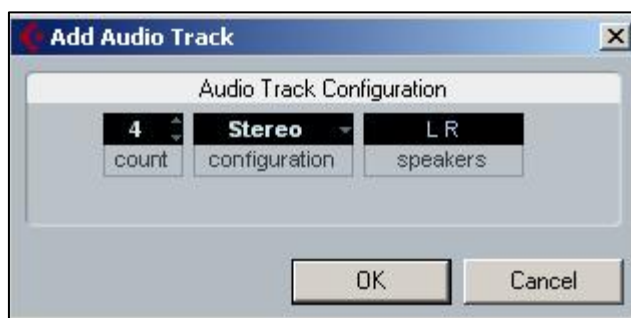 Add Audio Track
Audio Track Configuration
4 Stereo L R
count configuration speakers
OK Cancel